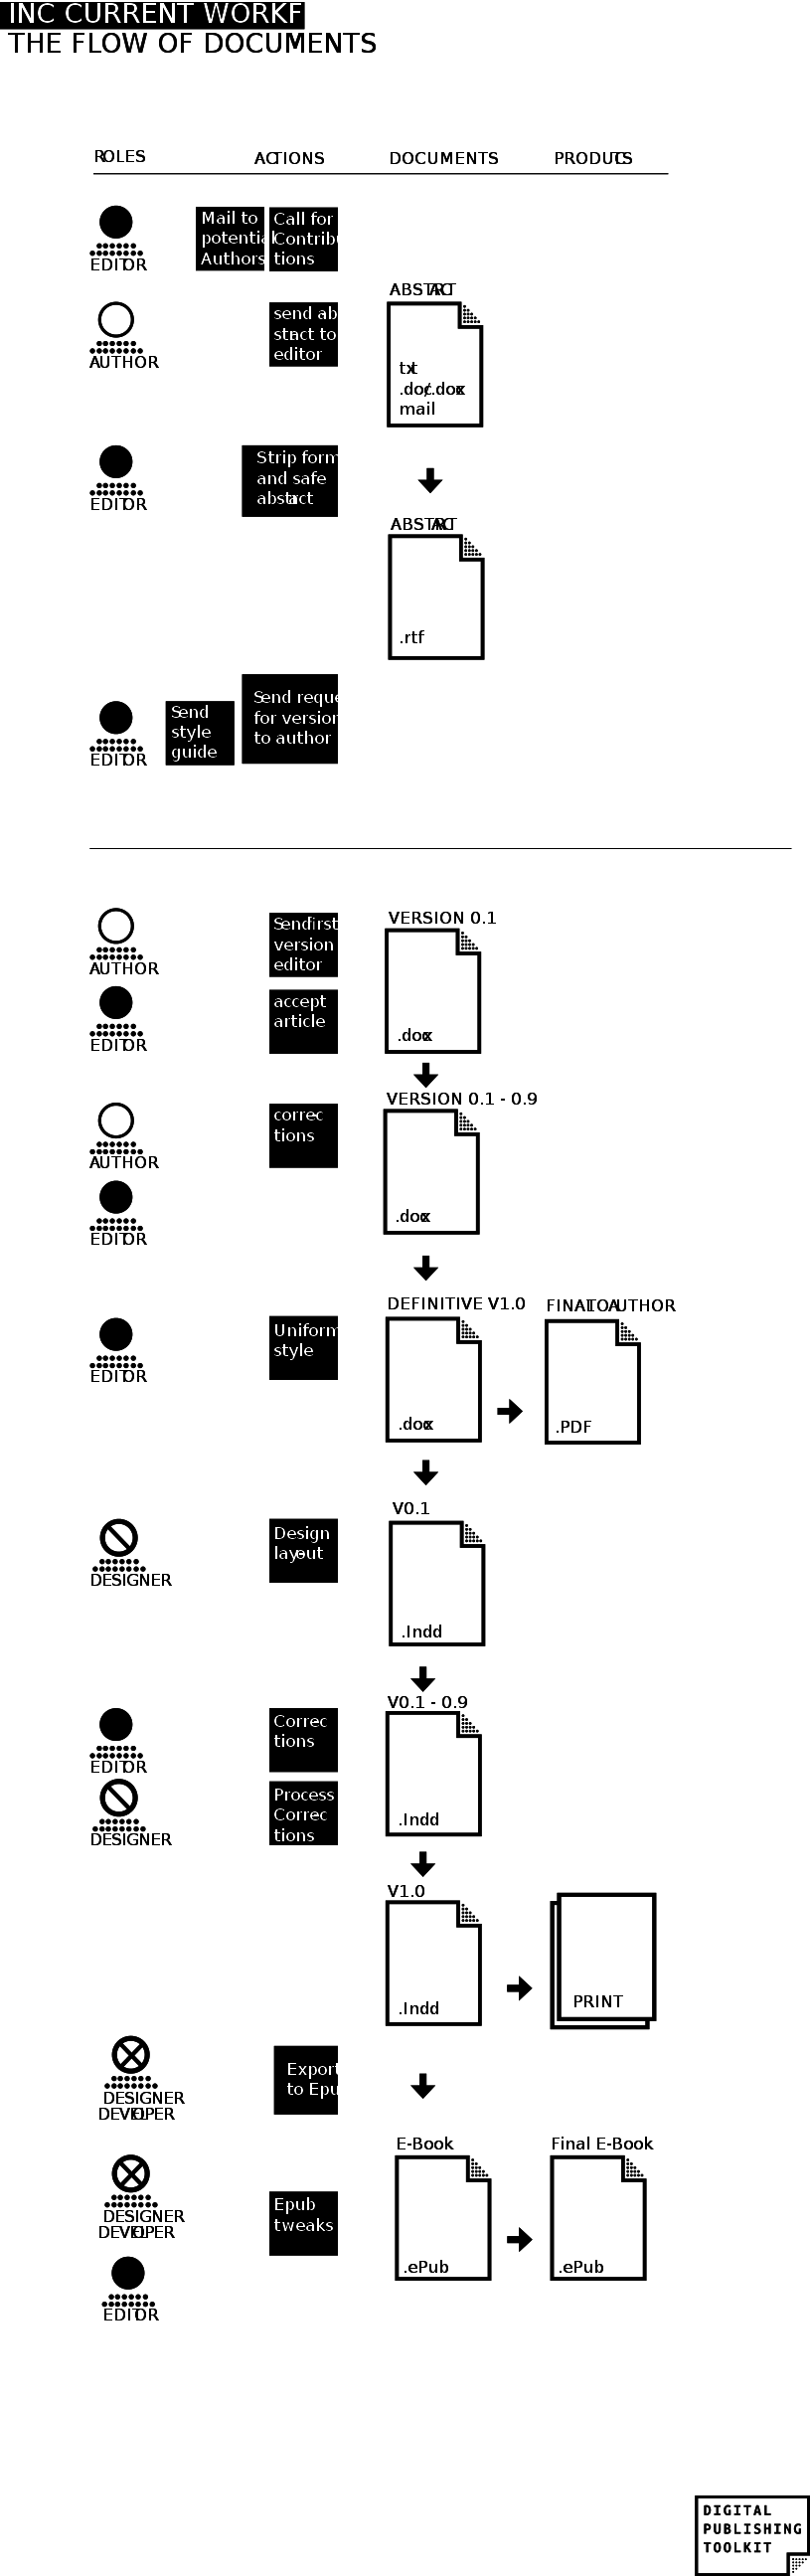 INC CURRENT WORKF
THE FLOW OF DOCUMENTS
ROLES ACTIONS DOCUMENTS PRODUCTS
EDITOR
Mail to
potential
Authors
Call for
Contribu
tions
AUTHOR
send ab
stract to
editor
ABSTRACT
txt
.doc/.docx
mail
EDITOR
Strip form
and safe
abstract
ABSTRACT
.rtf
EDITOR
Send
style
guide
Send reque
for version
to author
AUTHOR
Send first
version
editor
VERSION 0.1
.docx
EDITOR
accept
article
AUTHOR
correc-
tions
VERSION 0.1 - 0.9
.docx
EDITOR
EDITOR
Uniform
style
DEFINITIVE V1.0
.docx
FINAL TO AUTHOR
.PDF
DESIGNER
Design
lay-out
V0.1
.Indd
EDITOR
Correc
tions
V0.1 - 0.9
.Indd
DESIGNER
Process
Correc
tions
V1.0
.Indd
PRINT
DESIGNER
DEVELOPER
Export
to Epu
E-Book
.ePub
Final E-Book
.ePub
DESIGNER
DEVELOPER
Epub
tweaks
EDITOR
DIGITAL
PUBLISHING
TOOLKIT